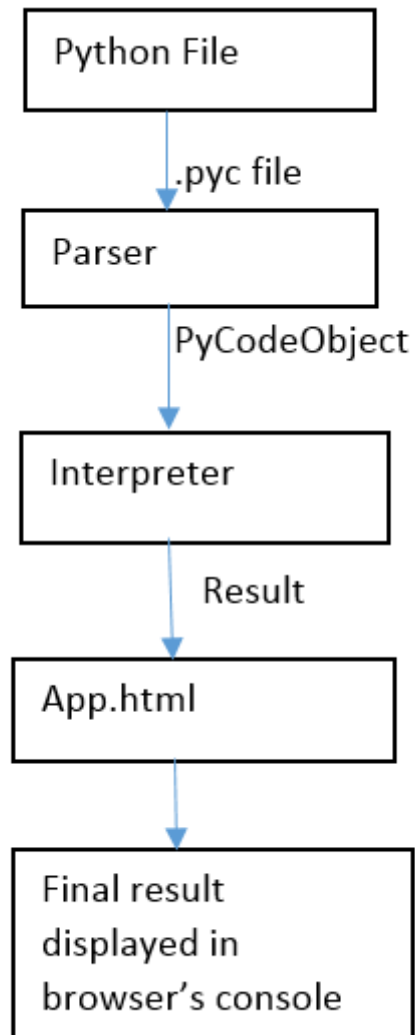 Python File
.pyc file
Parser
PyCodeObject
Interpreter
Result
App.html
Final result
displayed in
browser’s console